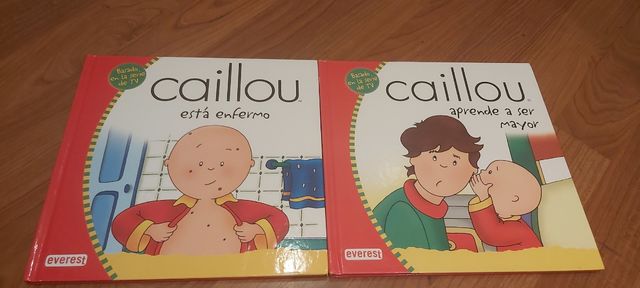 Basado
en la serie
de TV
caillou
está enfermo
everest
Basado
en la serie
de TV
caillou
aprende a ser
mayor
everest